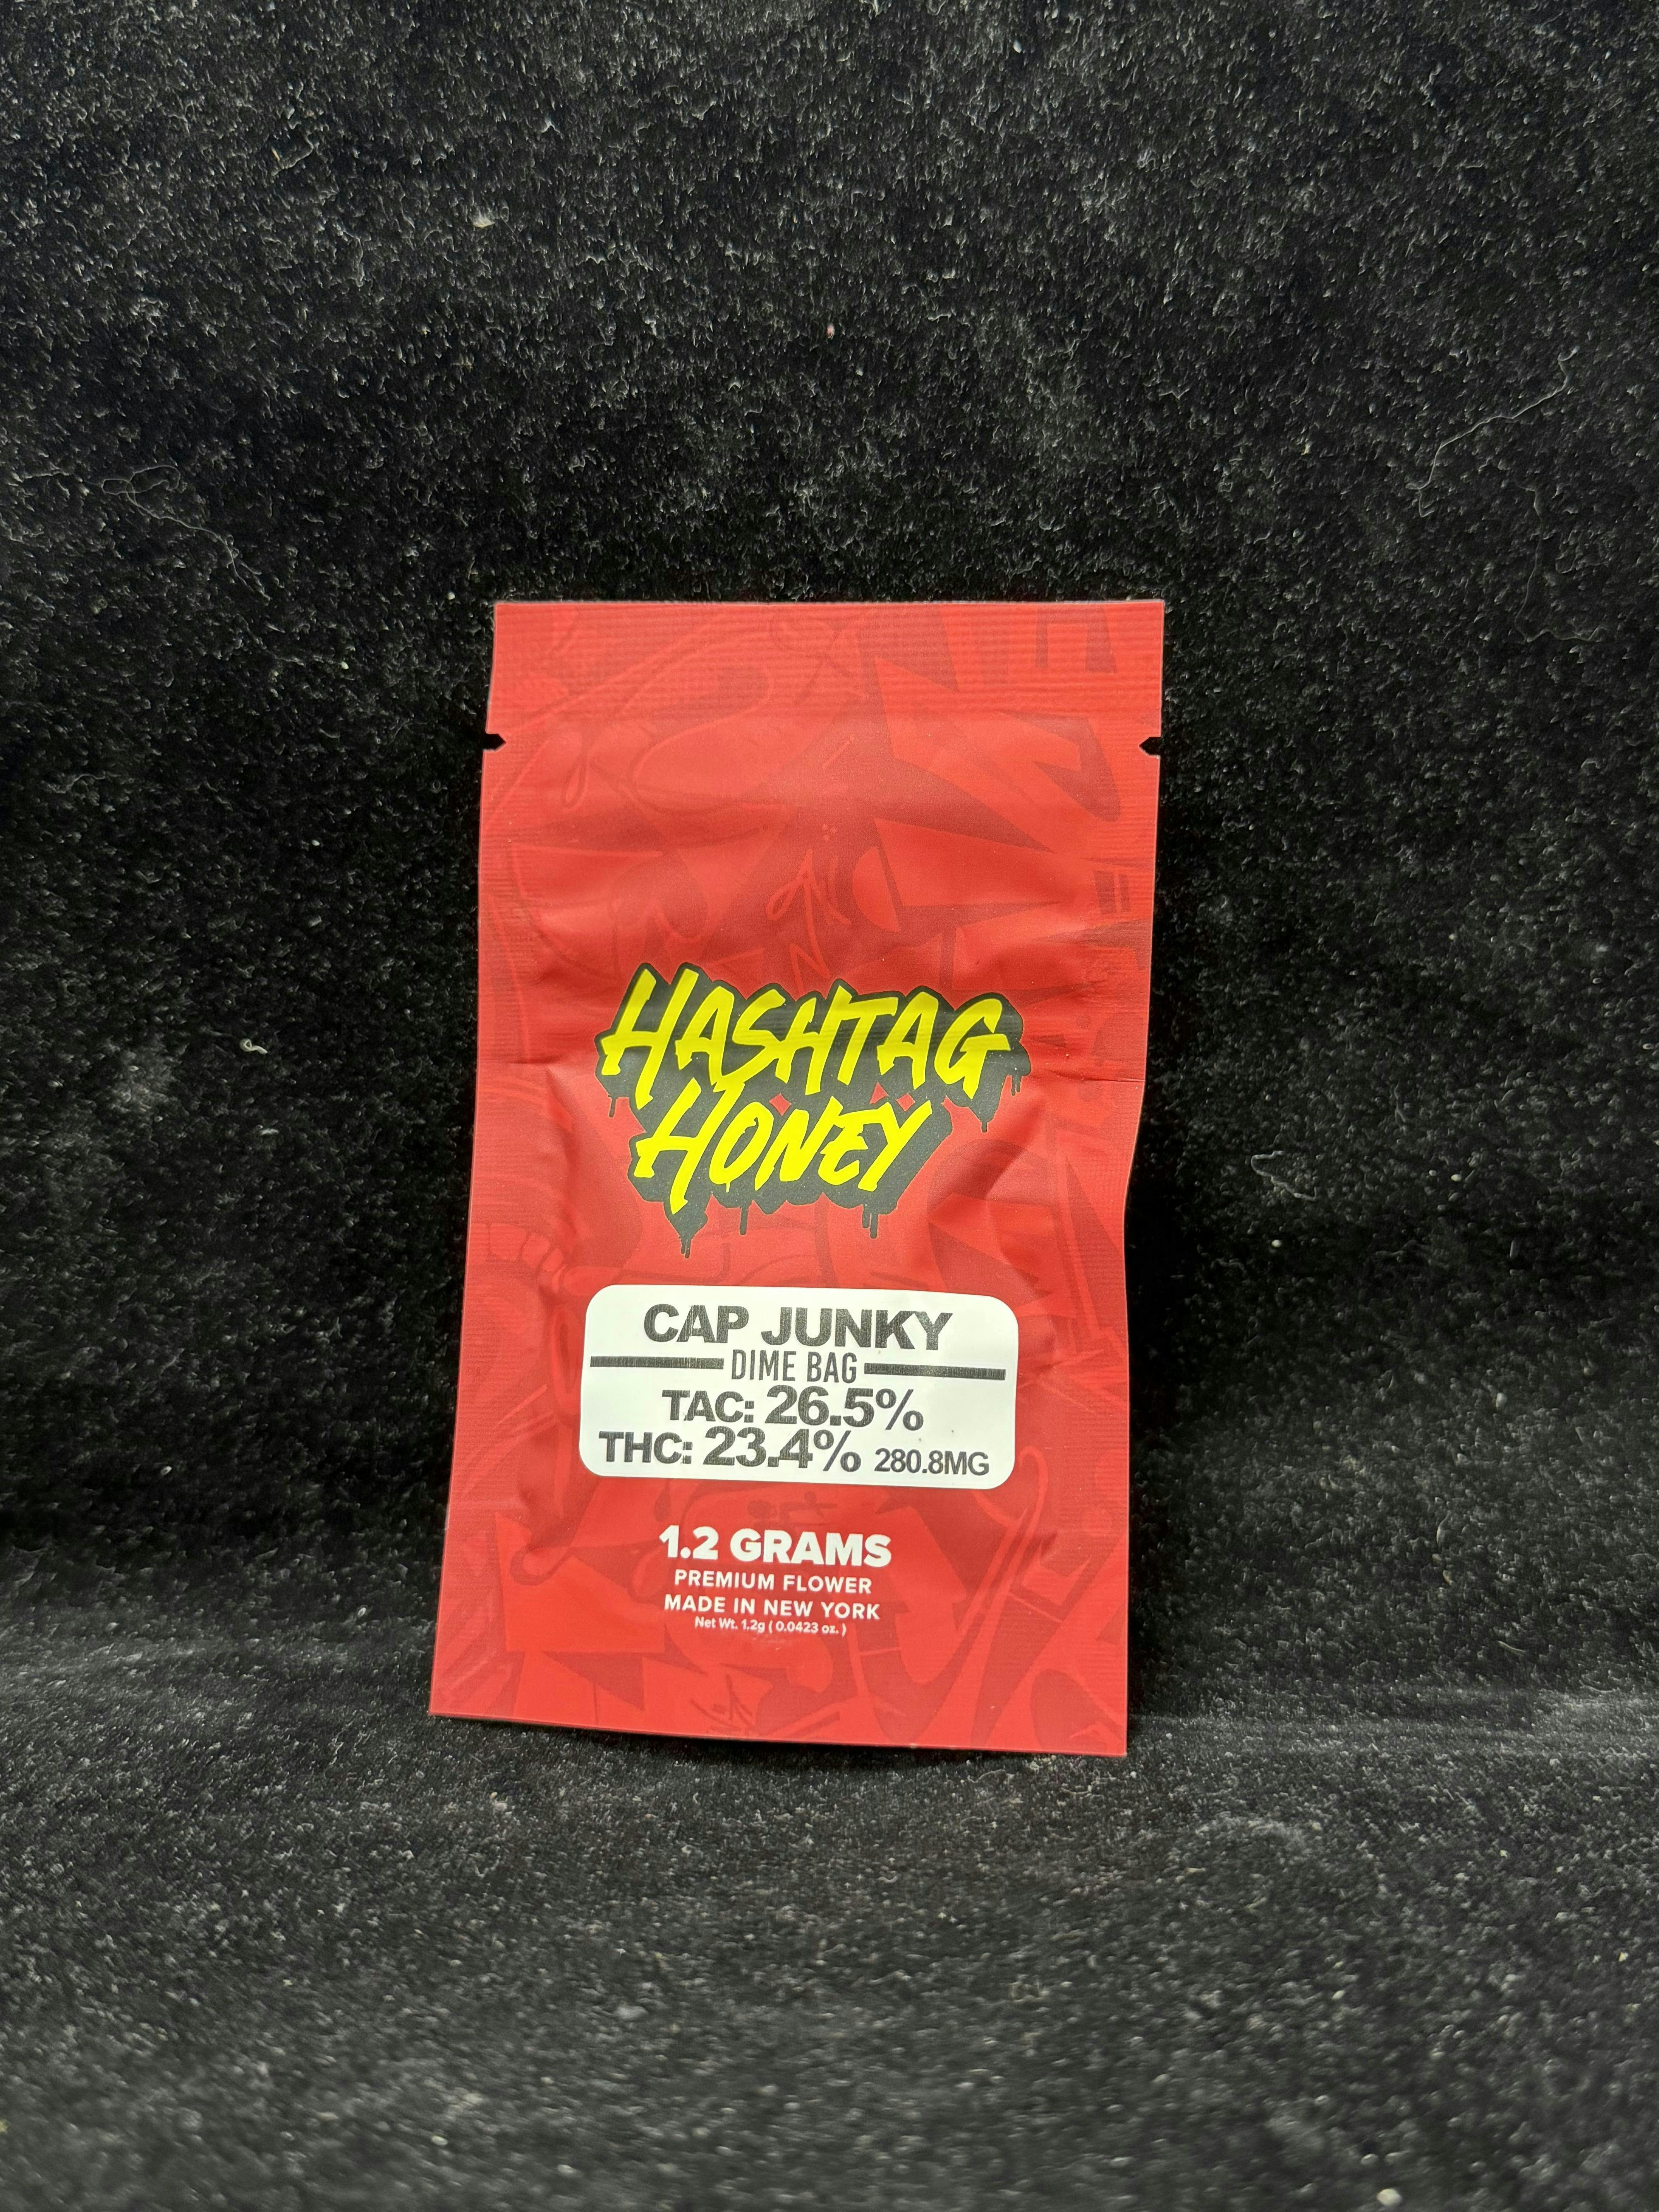 HASHTAG
HONEY
CAP JUNKY
DIME BAG
TAC: 26.5%
THC: 23.4% 280.8MG
1.2 GRAMS
PREMIUM FLOWER
MADE IN NEW YORK
Net Wt. 1.2g ( 0.0423 oz. )